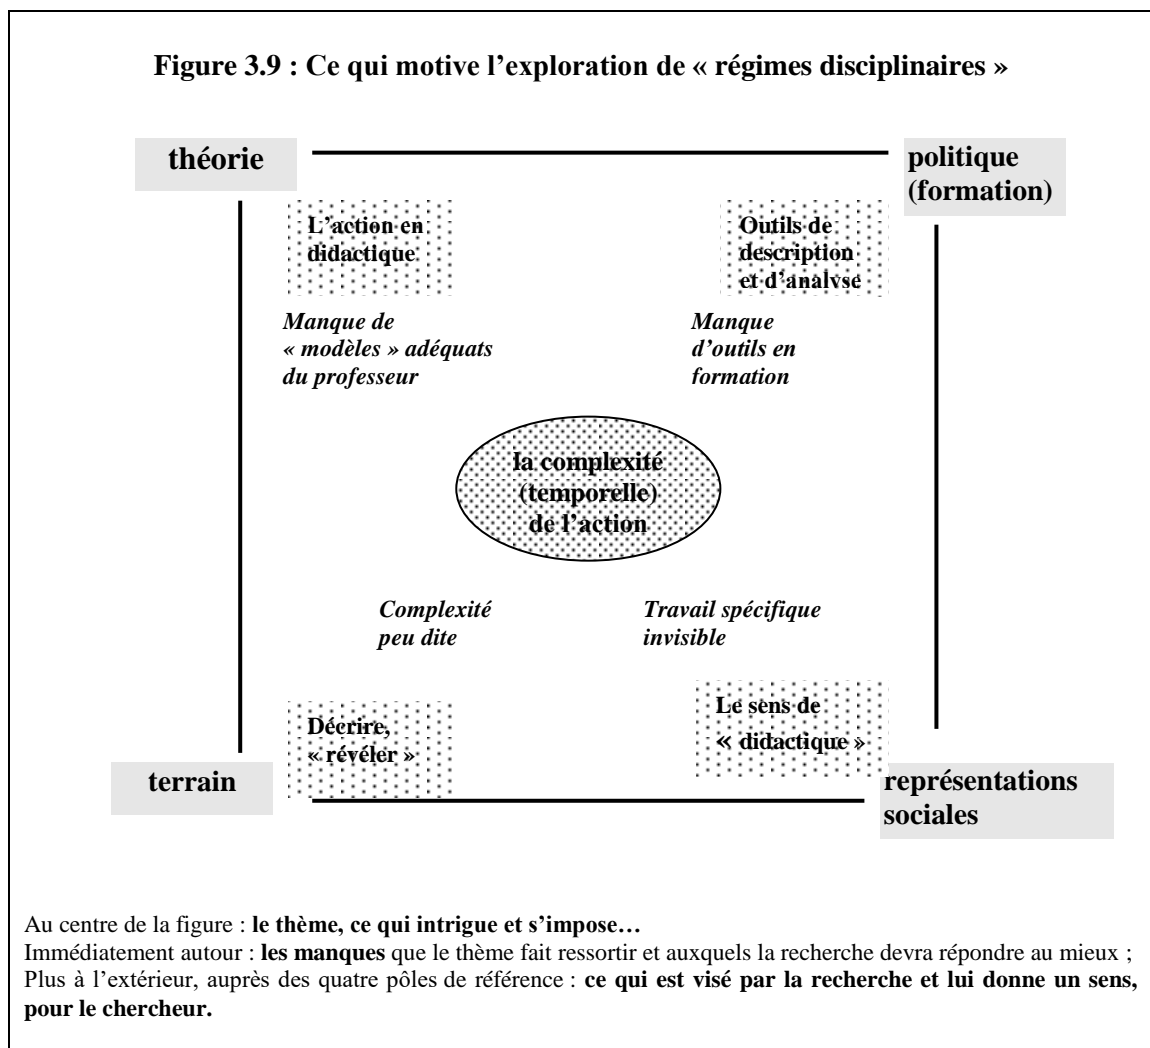 Figure 3.9 : Ce qui motive l’exploration de « régimes disciplinaires »
théorie
politique
(formation)
L’action en
didactique
Outils de
description
et d’analyse
Manque de
« modèles » adéquats
du professeur
Manque
d’outils en
formation
la complexité
(temporelle)
de l’action
Complexité
peu dite
Travail spécifique
invisible
Décrire,
« révéler »
Le sens de
« didactique »
terrain
représentations
sociales
Au centre de la figure : le thème, ce qui intrigue et s’impose…
Immédiatement autour : les manques que le thème fait ressortir et auxquels la recherche devra répondre au mieux ;
Plus à l’extérieur, auprès des quatre pôles de référence : ce qui est visé par la recherche et lui donne un sens,
pour le chercheur.